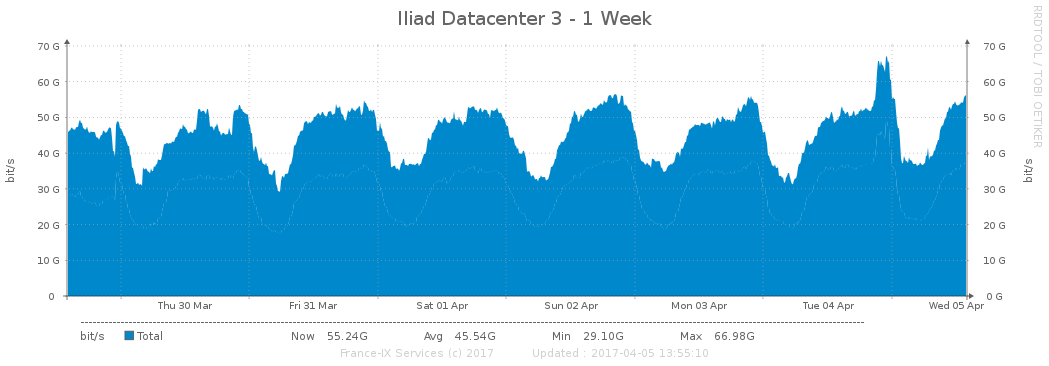 Iliad Datacenter 3 - 1 Week
RRDTOOL / TOBI OETIKER
70 G 70 G
60 G 60 G
50 G 50 G
40 G 40 G
30 G 30 G
20 G 20 G
10 G 10 G
0 0 G
bit/s bit/s
Thu 30 Mar Fri 31 Mar Sat 01 Apr Sun 02 Apr Mon 03 Apr Tue 04 Apr Wed 05 Apr
bit/s Total Now 55.24G Avg 45.54G Min 29.10G Max 66.98G
France-IX Services (c) 2017 Updated : 2017-04-05 13:55:10